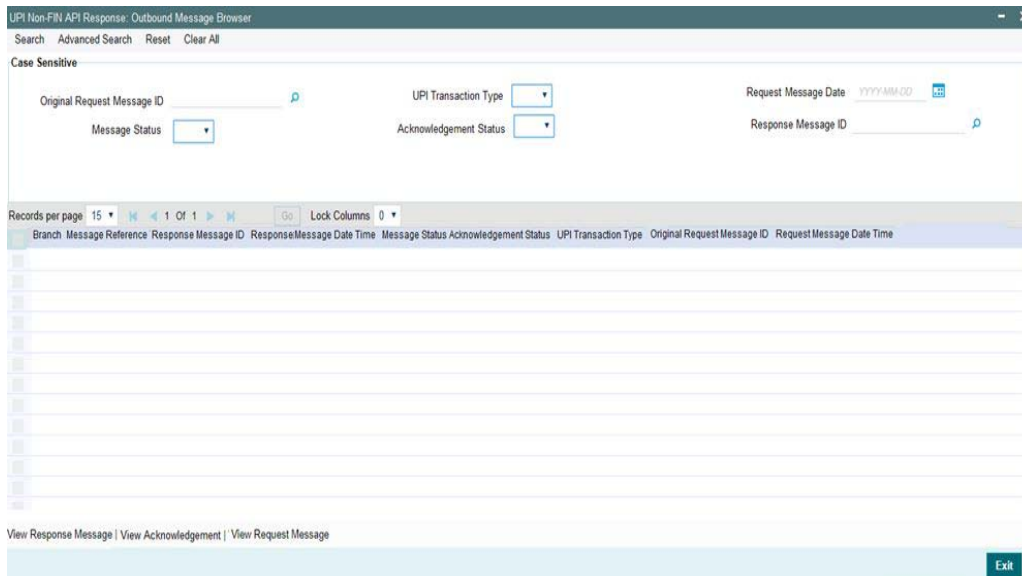 UPI Non-FIN API Response: Outbound Message Browser
Search Advanced Search Reset Clear All
Case Sensitive
Original Request Message ID UPI Transaction Type Request Message Date YYYY-MM-DD
Message Status Acknowledgement Status Response Message ID
Records per page 15 1 Of 1 Go Lock Columns 0
Branch Message Reference Response Message ID Response Message Date Time Message Status Acknowledgement Status UPI Transaction Type Original Request Message ID Request Message Date Time
View Response Message | View Acknowledgement | View Request Message
Exit